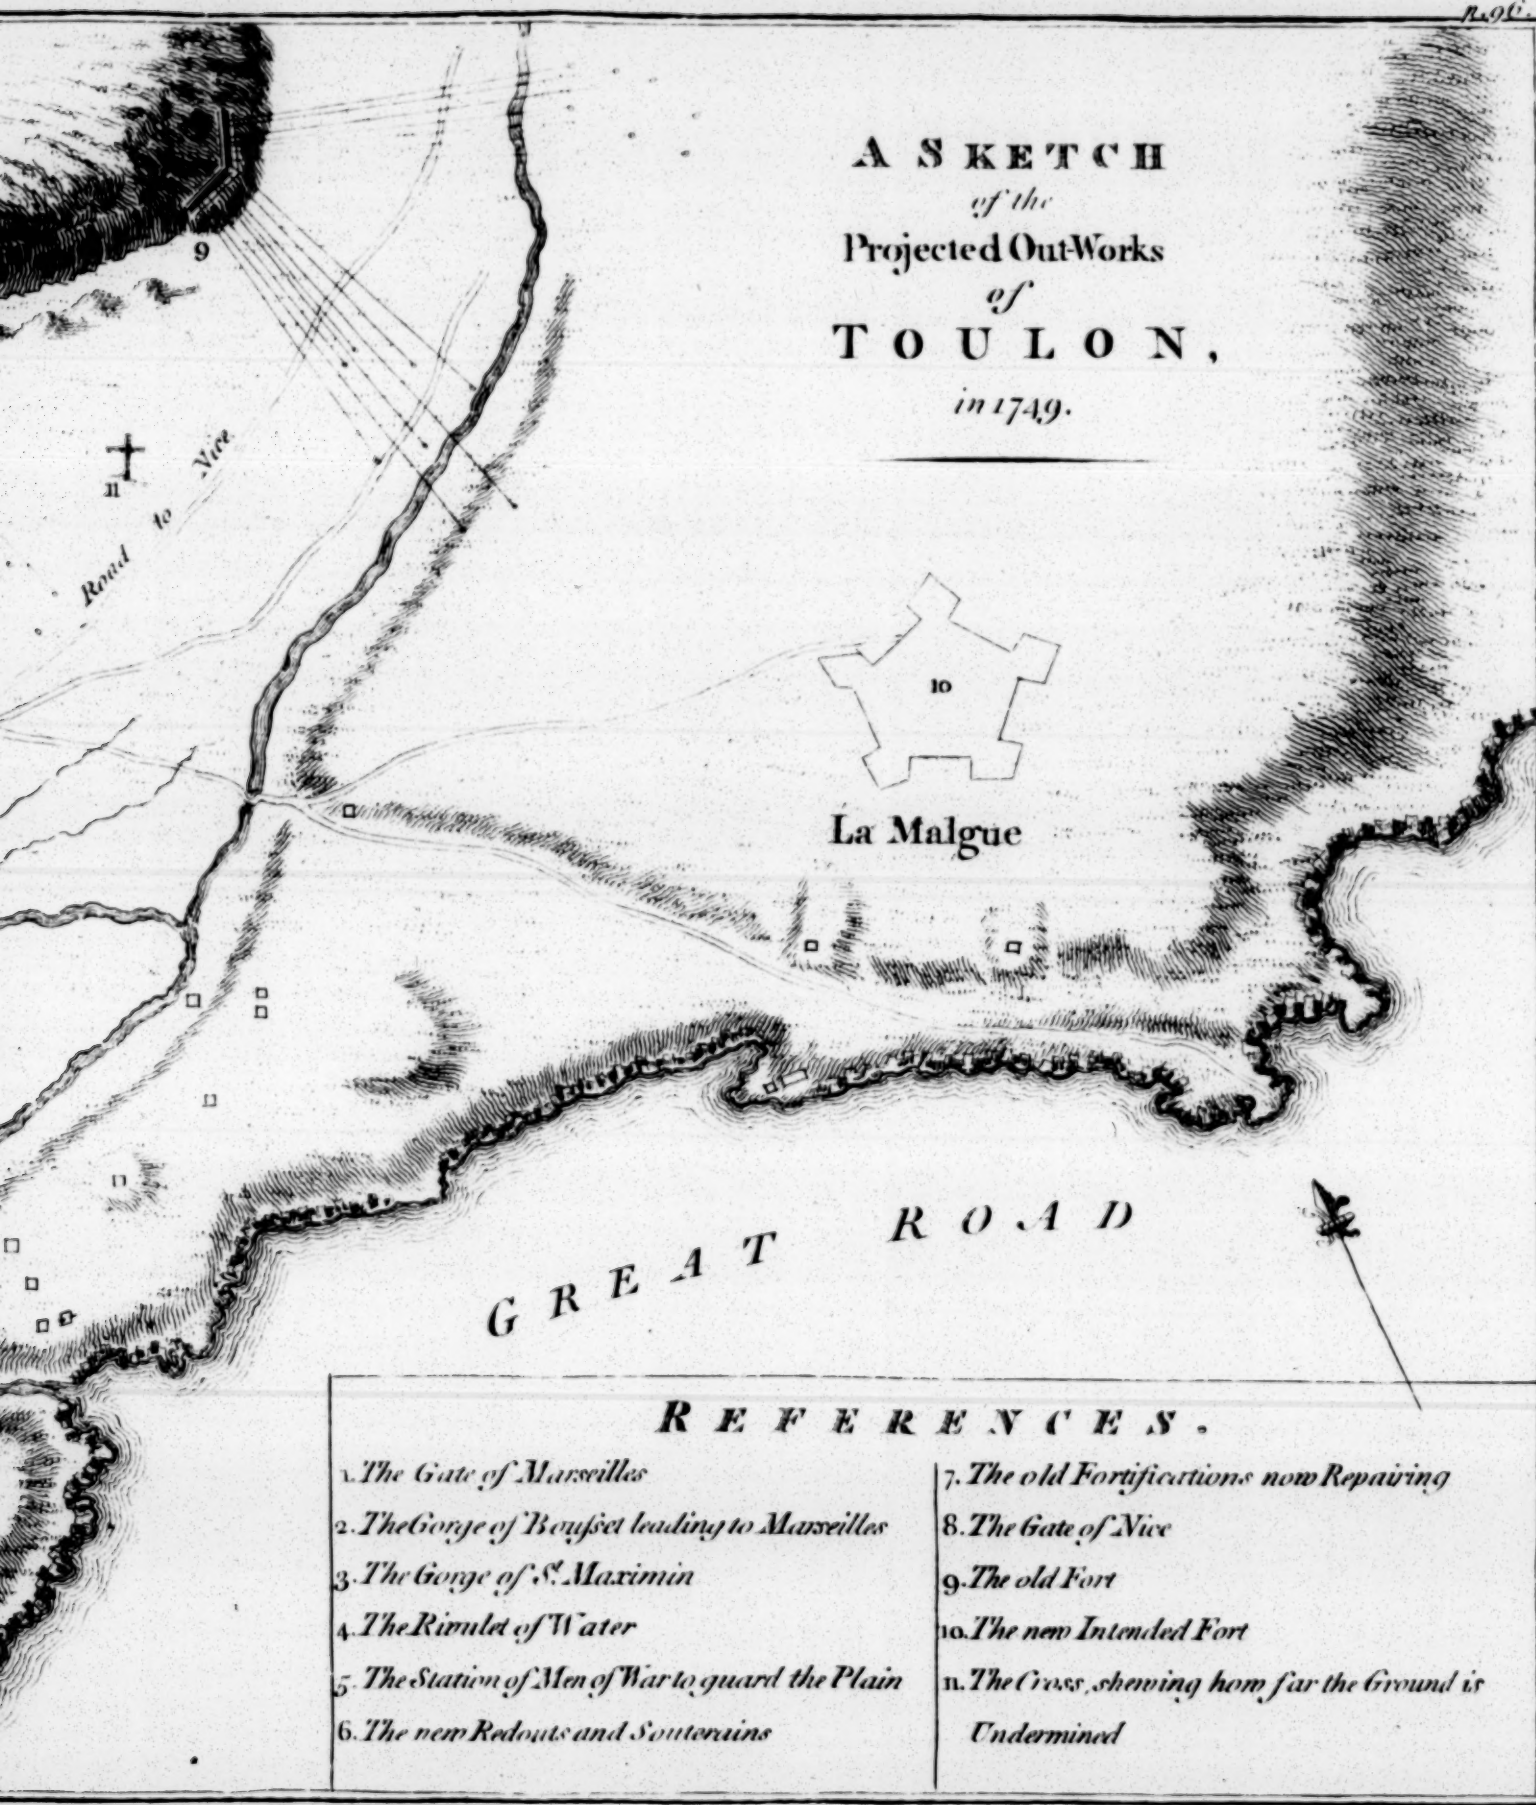 P. 96.
A SKETCH
of the
Projected Out-Works
of
TOULON,
in 1749.
9
11
Road to Nice
10
La Malgue
GREAT ROAD
REFERENCES.
1. The Gate of Marseilles
2. The Gorge of Bousset leading to Marseilles
3. The Gorge of St. Maximin
4. The Rivulet of Water
5. The Station of Men of War to guard the Plain
6. The new Redouts and Souterains
7. The old Fortifications now Repairing
8. The Gate of Nice
9. The old Fort
10. The new Intended Fort
11. The Cross, shewing how far the Ground is
Undermined